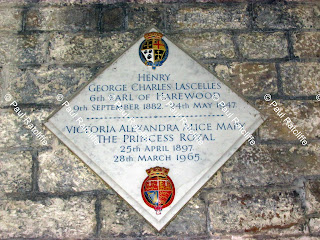 Henry
George Charles Lascelles
6th Earl of Harewood
9th September 1882 - 24th May 1947
Victoria Alexandra Alice Mary
The Princess Royal
25th April 1897
28th March 1965